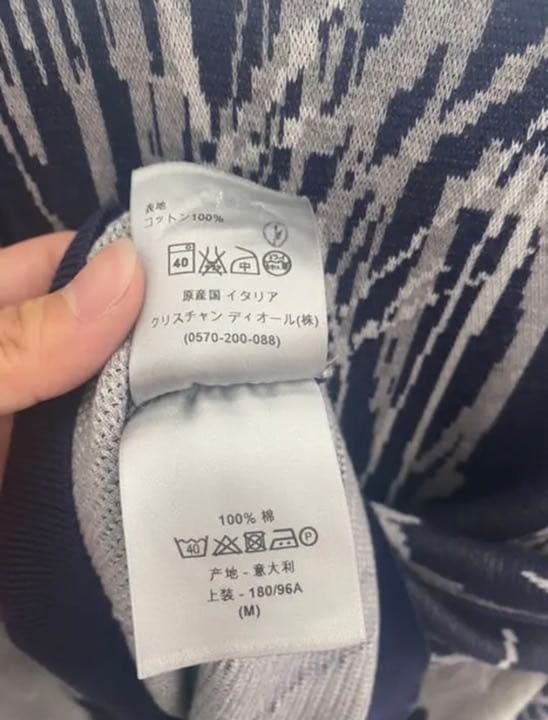 表地
コットン100%
40 中
原産国 イタリア
クリスチャン ディオール(株)
(0570-200-088)
100% 棉
40 P
产地 - 意大利
上装 - 180/96A
(M)